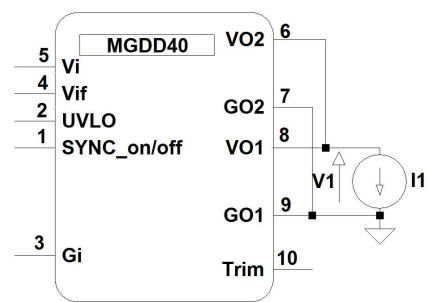 MGDD40
5 Vi
4 Vif
2 UVLO
1 SYNC_on/off
3 Gi
VO2 6
GO2 7
VO1 8
GO1 9
Trim 10
V1
I1